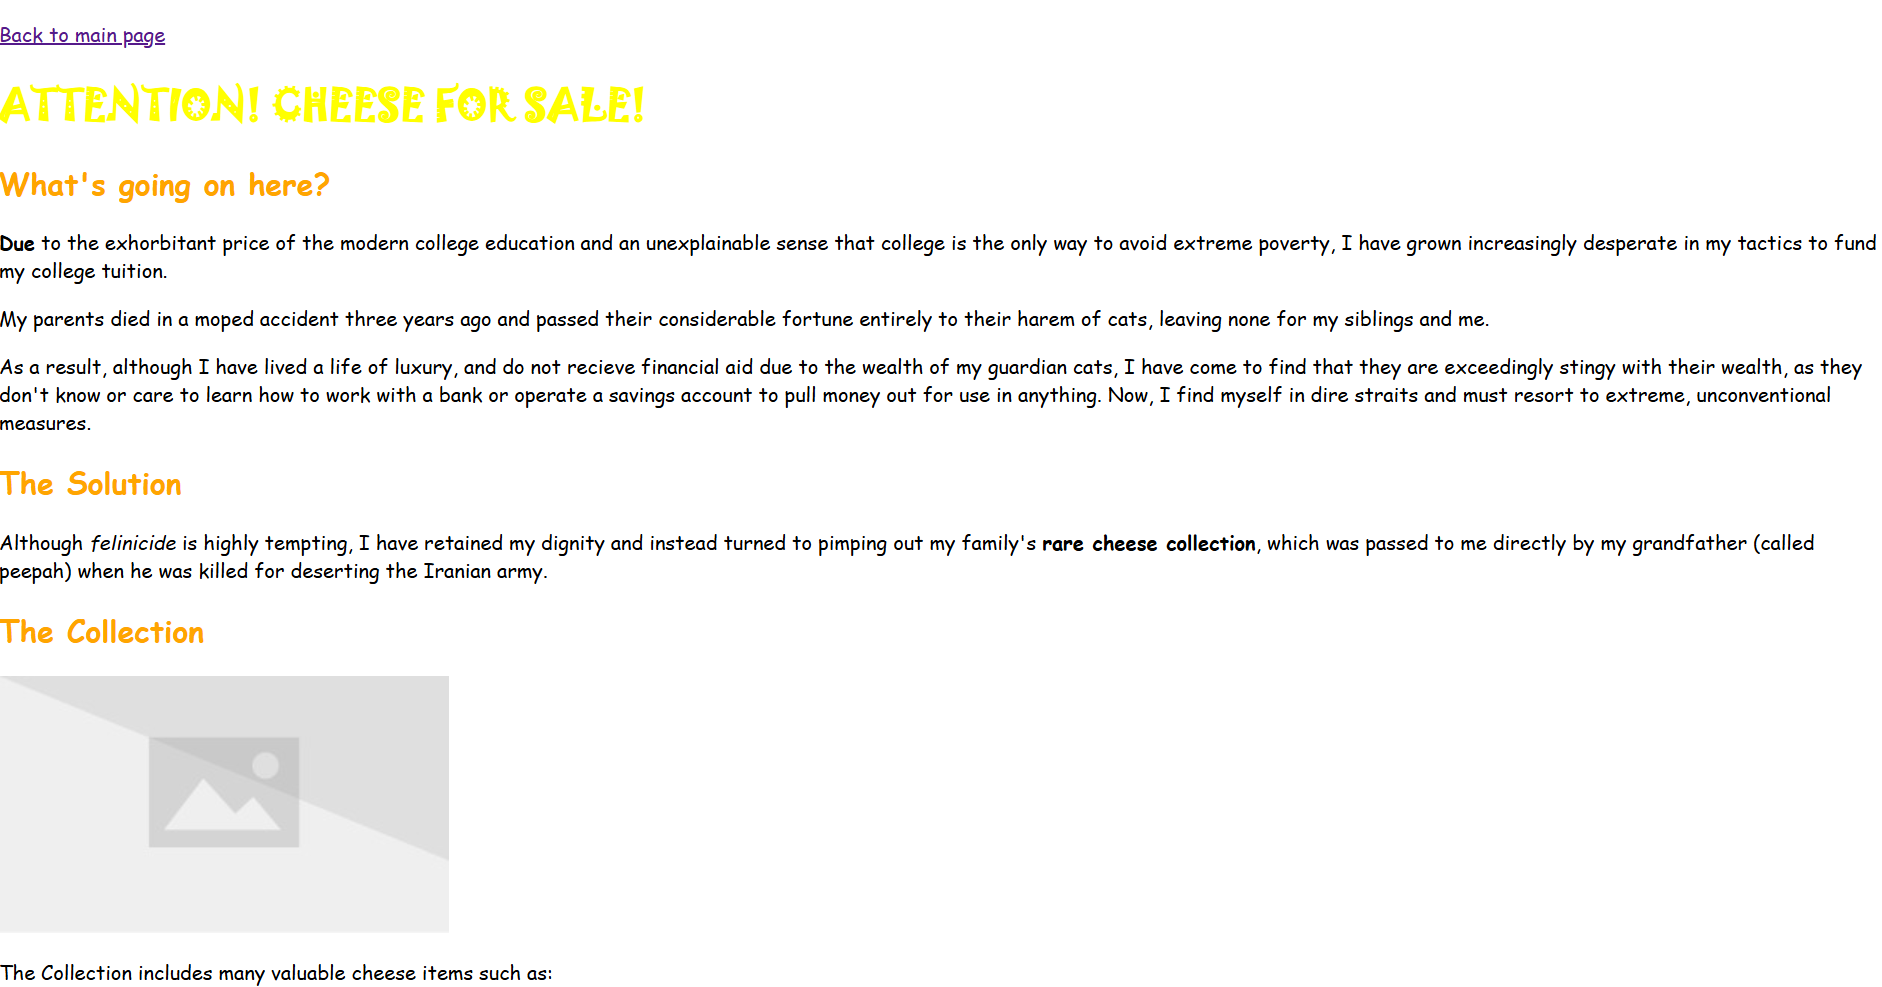 Back to main page
ATTENTION! CHEESE FOR SALE!
What's going on here?
Due to the exhorbitant price of the modern college education and an unexplainable sense that college is the only way to avoid extreme poverty, I have grown increasingly desperate in my tactics to fund
my college tuition.
My parents died in a moped accident three years ago and passed their considerable fortune entirely to their harem of cats, leaving none for my siblings and me.
As a result, although I have lived a life of luxury, and do not recieve financial aid due to the wealth of my guardian cats, I have come to find that they are exceedingly stingy with their wealth, as they
don't know or care to learn how to work with a bank or operate a savings account to pull money out for use in anything. Now, I find myself in dire straits and must resort to extreme, unconventional
measures.
The Solution
Although felinicide is highly tempting, I have retained my dignity and instead turned to pimping out my family's rare cheese collection, which was passed to me directly by my grandfather (called
peepah) when he was killed for deserting the Iranian army.
The Collection
The Collection includes many valuable cheese items such as: